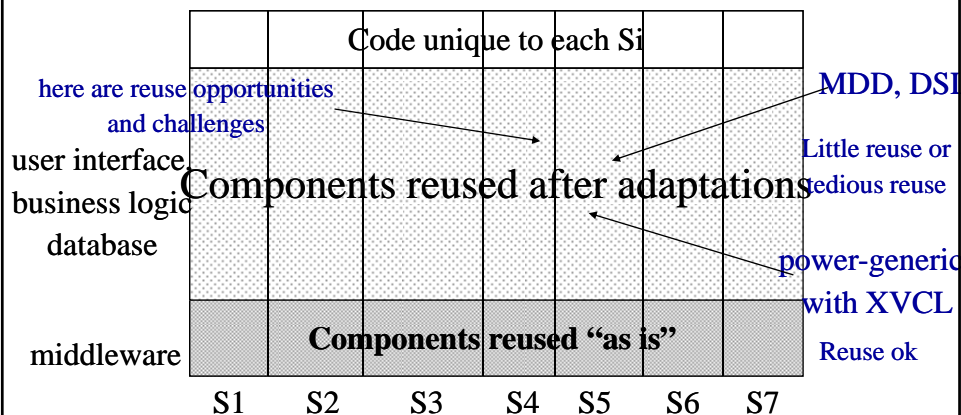 Code unique to each Si
here are reuse opportunities
and challenges
MDD, DSL
user interface,
business logic
database
Components reused after adaptations
Little reuse or
tedious reuse
power-generic
with XVCL
middleware
Components reused “as is”
Reuse ok
S1 S2 S3 S4 S5 S6 S7